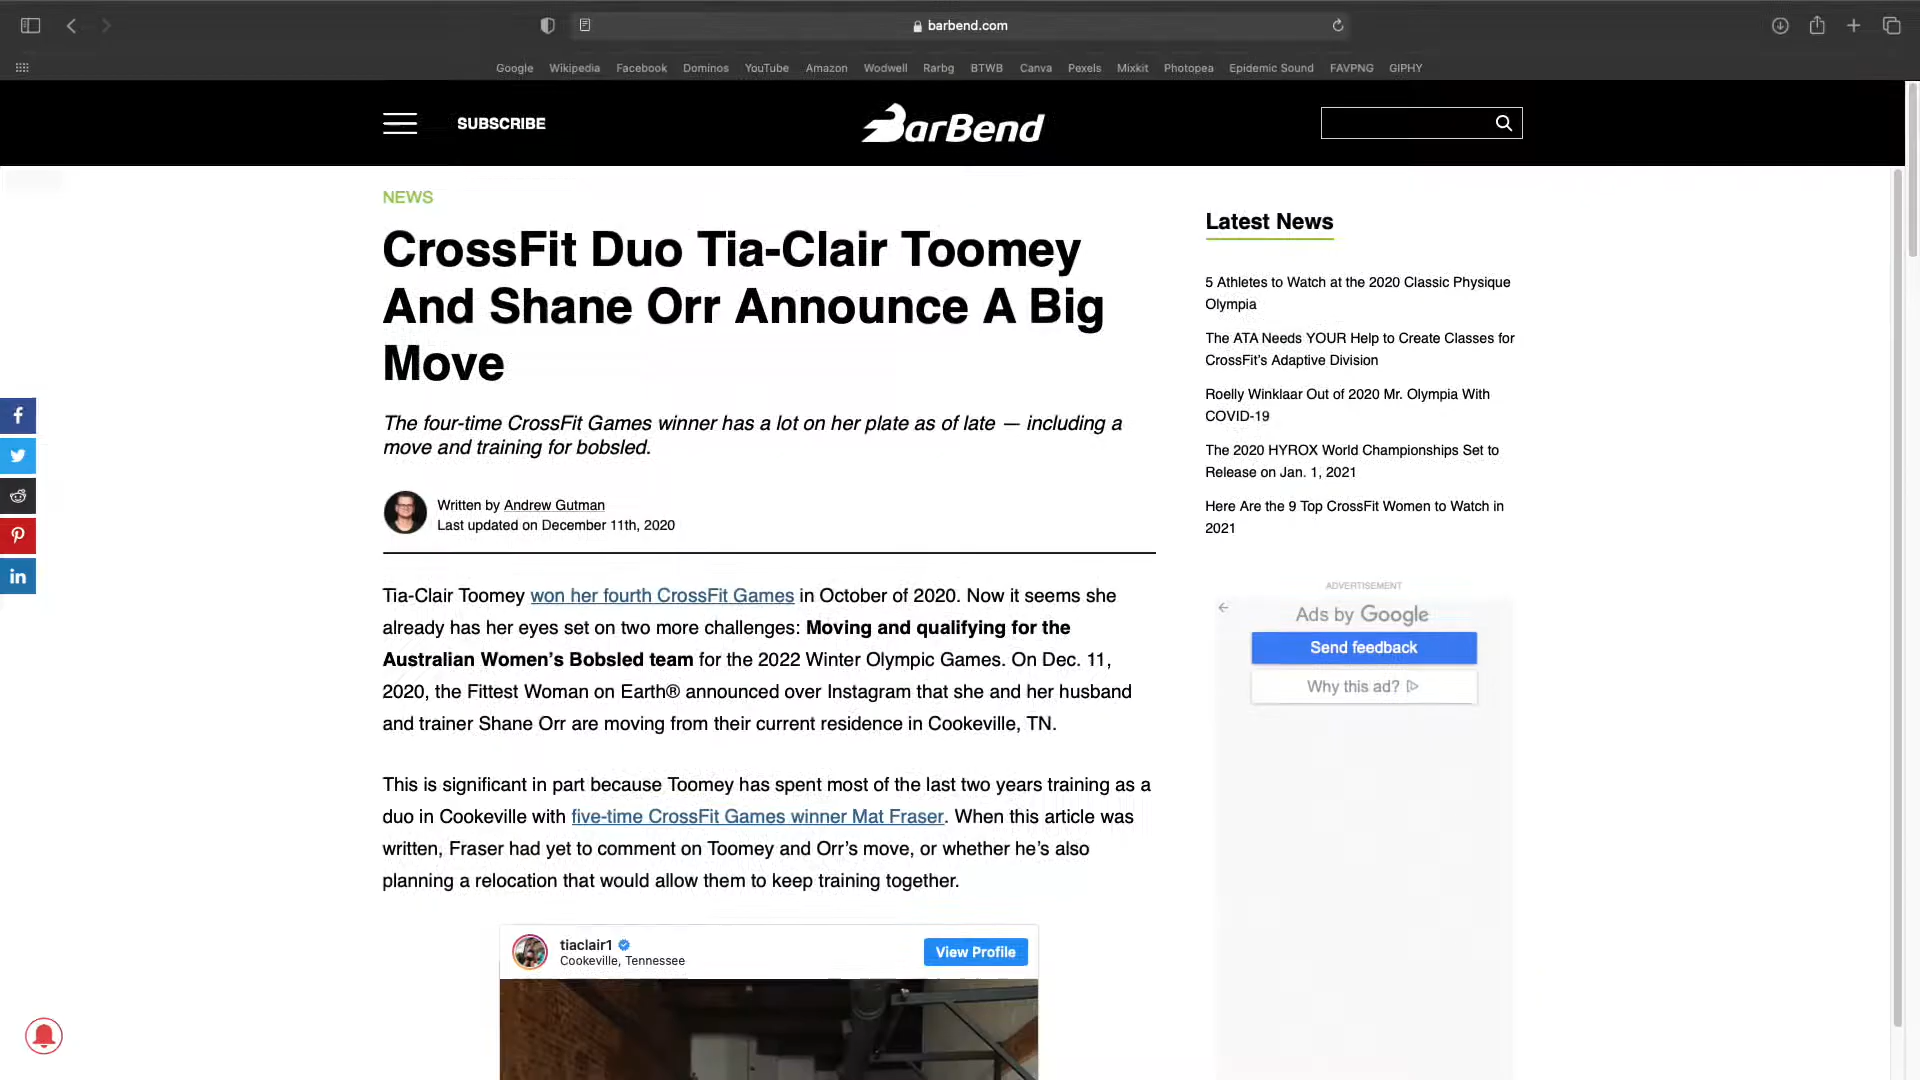 barbend.com
Google Wikipedia Facebook Dominos YouTube Amazon Wodwell Rarbg BTWB Canva Pexels Mixkit Photopea Epidemic Sound FAVPNG GIPHY
SUBSCRIBE
BarBend
NEWS
CrossFit Duo Tia-Clair Toomey
And Shane Orr Announce A Big
Move
The four-time CrossFit Games winner has a lot on her plate as of late — including a
move and training for bobsled.
Written by Andrew Gutman
Last updated on December 11th, 2020
Tia-Clair Toomey won her fourth CrossFit Games in October of 2020. Now it seems she
already has her eyes set on two more challenges: Moving and qualifying for the
Australian Women’s Bobsled team for the 2022 Winter Olympic Games. On Dec. 11,
2020, the Fittest Woman on Earth® announced over Instagram that she and her husband
and trainer Shane Orr are moving from their current residence in Cookeville, TN.
This is significant in part because Toomey has spent most of the last two years training as a
duo in Cookeville with five-time CrossFit Games winner Mat Fraser. When this article was
written, Fraser had yet to comment on Toomey and Orr’s move, or whether he’s also
planning a relocation that would allow them to keep training together.
tiaclair1
Cookeville, Tennessee
View Profile
Latest News
5 Athletes to Watch at the 2020 Classic Physique
Olympia
The ATA Needs YOUR Help to Create Classes for
CrossFit’s Adaptive Division
Roelly Winklaar Out of 2020 Mr. Olympia With
COVID-19
The 2020 HYROX World Championships Set to
Release on Jan. 1, 2021
Here Are the 9 Top CrossFit Women to Watch in
2021
ADVERTISEMENT
Ads by Google
Send feedback
Why this ad?